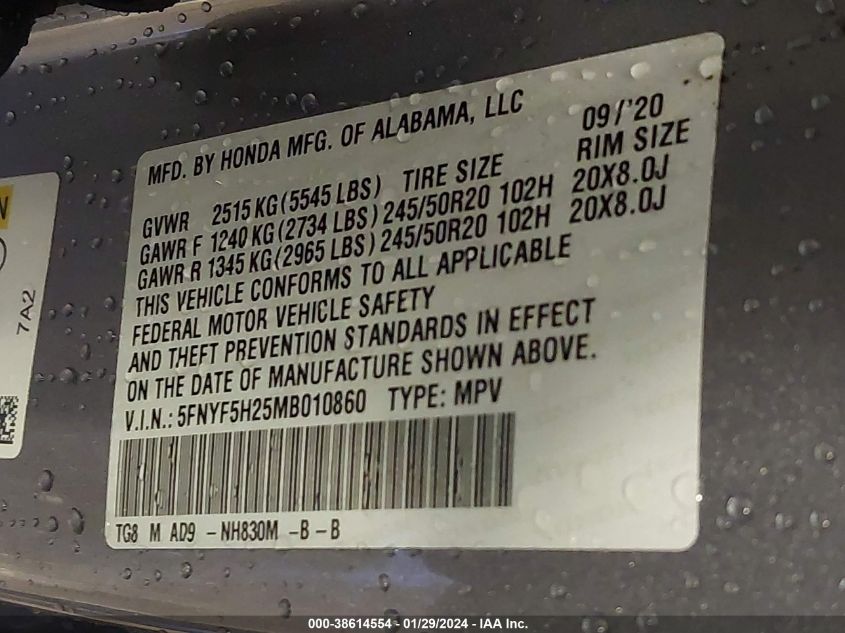 MFD. BY HONDA MFG. OF ALABAMA, LLC 09/'20
GVWR 2515 KG (5545 LBS) TIRE SIZE RIM SIZE
GAWR F 1240 KG (2734 LBS) 245/50R20 102H 20X8.0J
GAWR R 1345 KG (2965 LBS) 245/50R20 102H 20X8.0J
THIS VEHICLE CONFORMS TO ALL APPLICABLE
FEDERAL MOTOR VEHICLE SAFETY
AND THEFT PREVENTION STANDARDS IN EFFECT
ON THE DATE OF MANUFACTURE SHOWN ABOVE.
V.I.N.: 5FNYF5H25MB010860 TYPE: MPV
TG8 M AD9 - NH830M - B - B
7A2
000-38614554 - 01/29/2024 - IAA Inc.